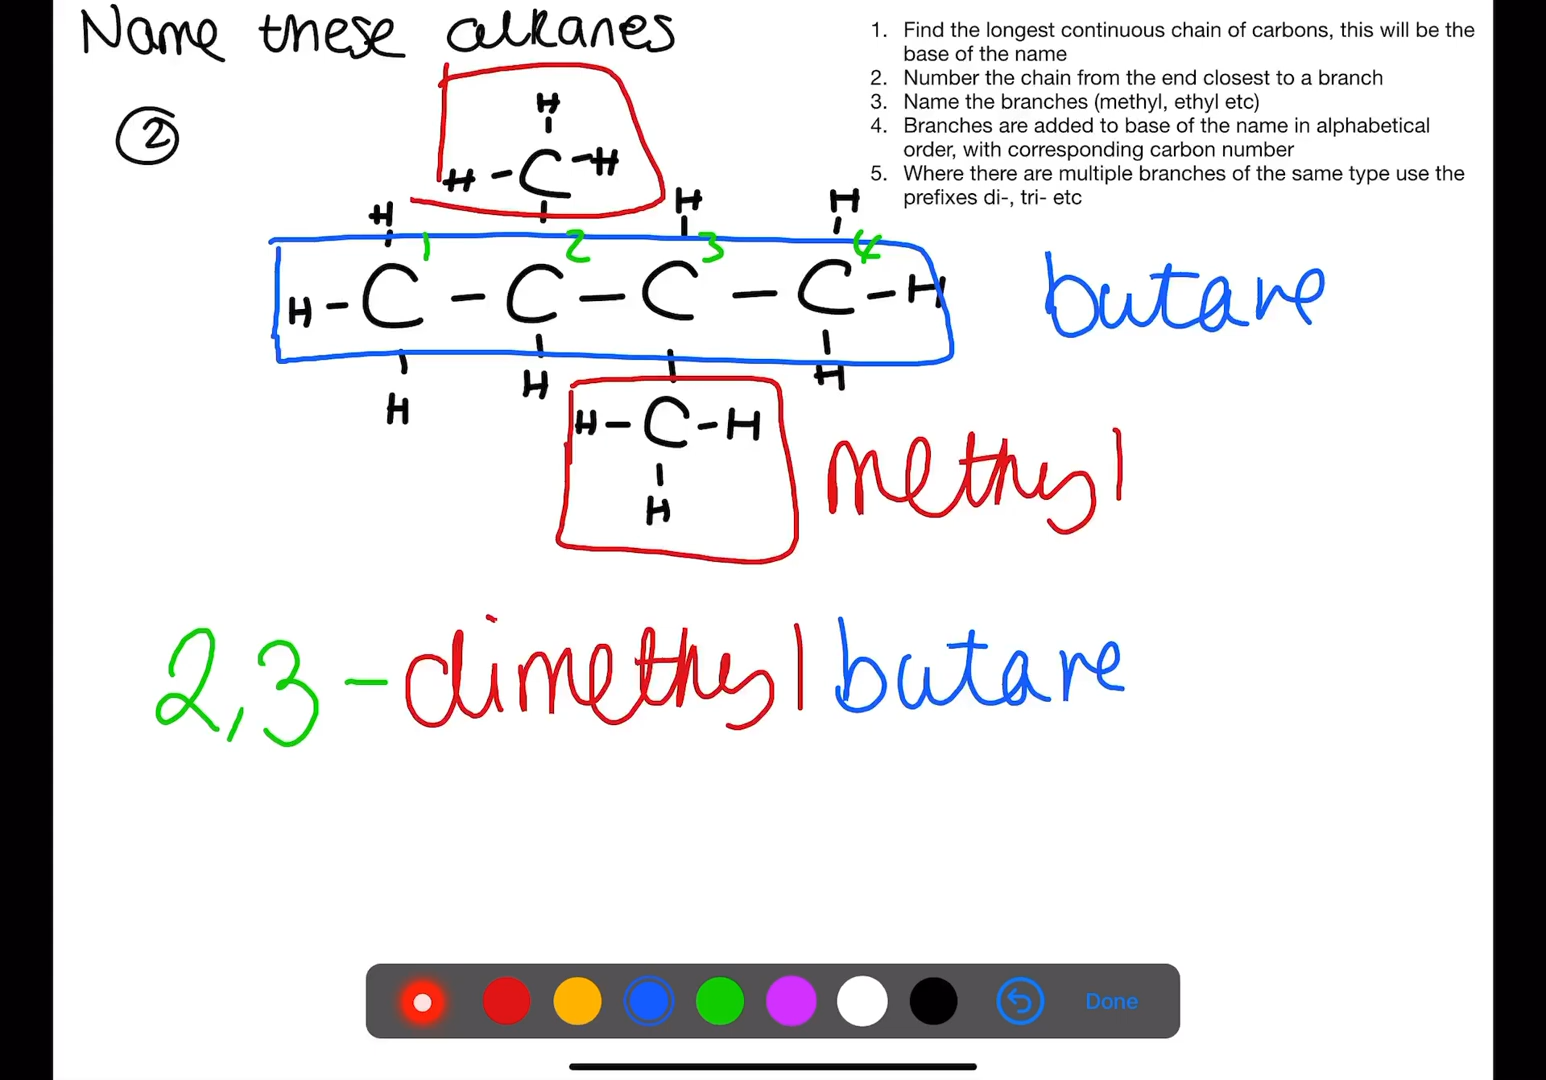 Name these alkanes
1. Find the longest continuous chain of carbons, this will be the
base of the name
2. Number the chain from the end closest to a branch
3. Name the branches (methyl, ethyl etc)
4. Branches are added to base of the name in alphabetical
order, with corresponding carbon number
5. Where there are multiple branches of the same type use the
prefixes di-, tri- etc
2
H
H - C - H
H H H
1 2 3 4
H - C - C - C - C - H
butane
H H H
H - C - H
methyl
H
2,3-dimethylbutane
Done